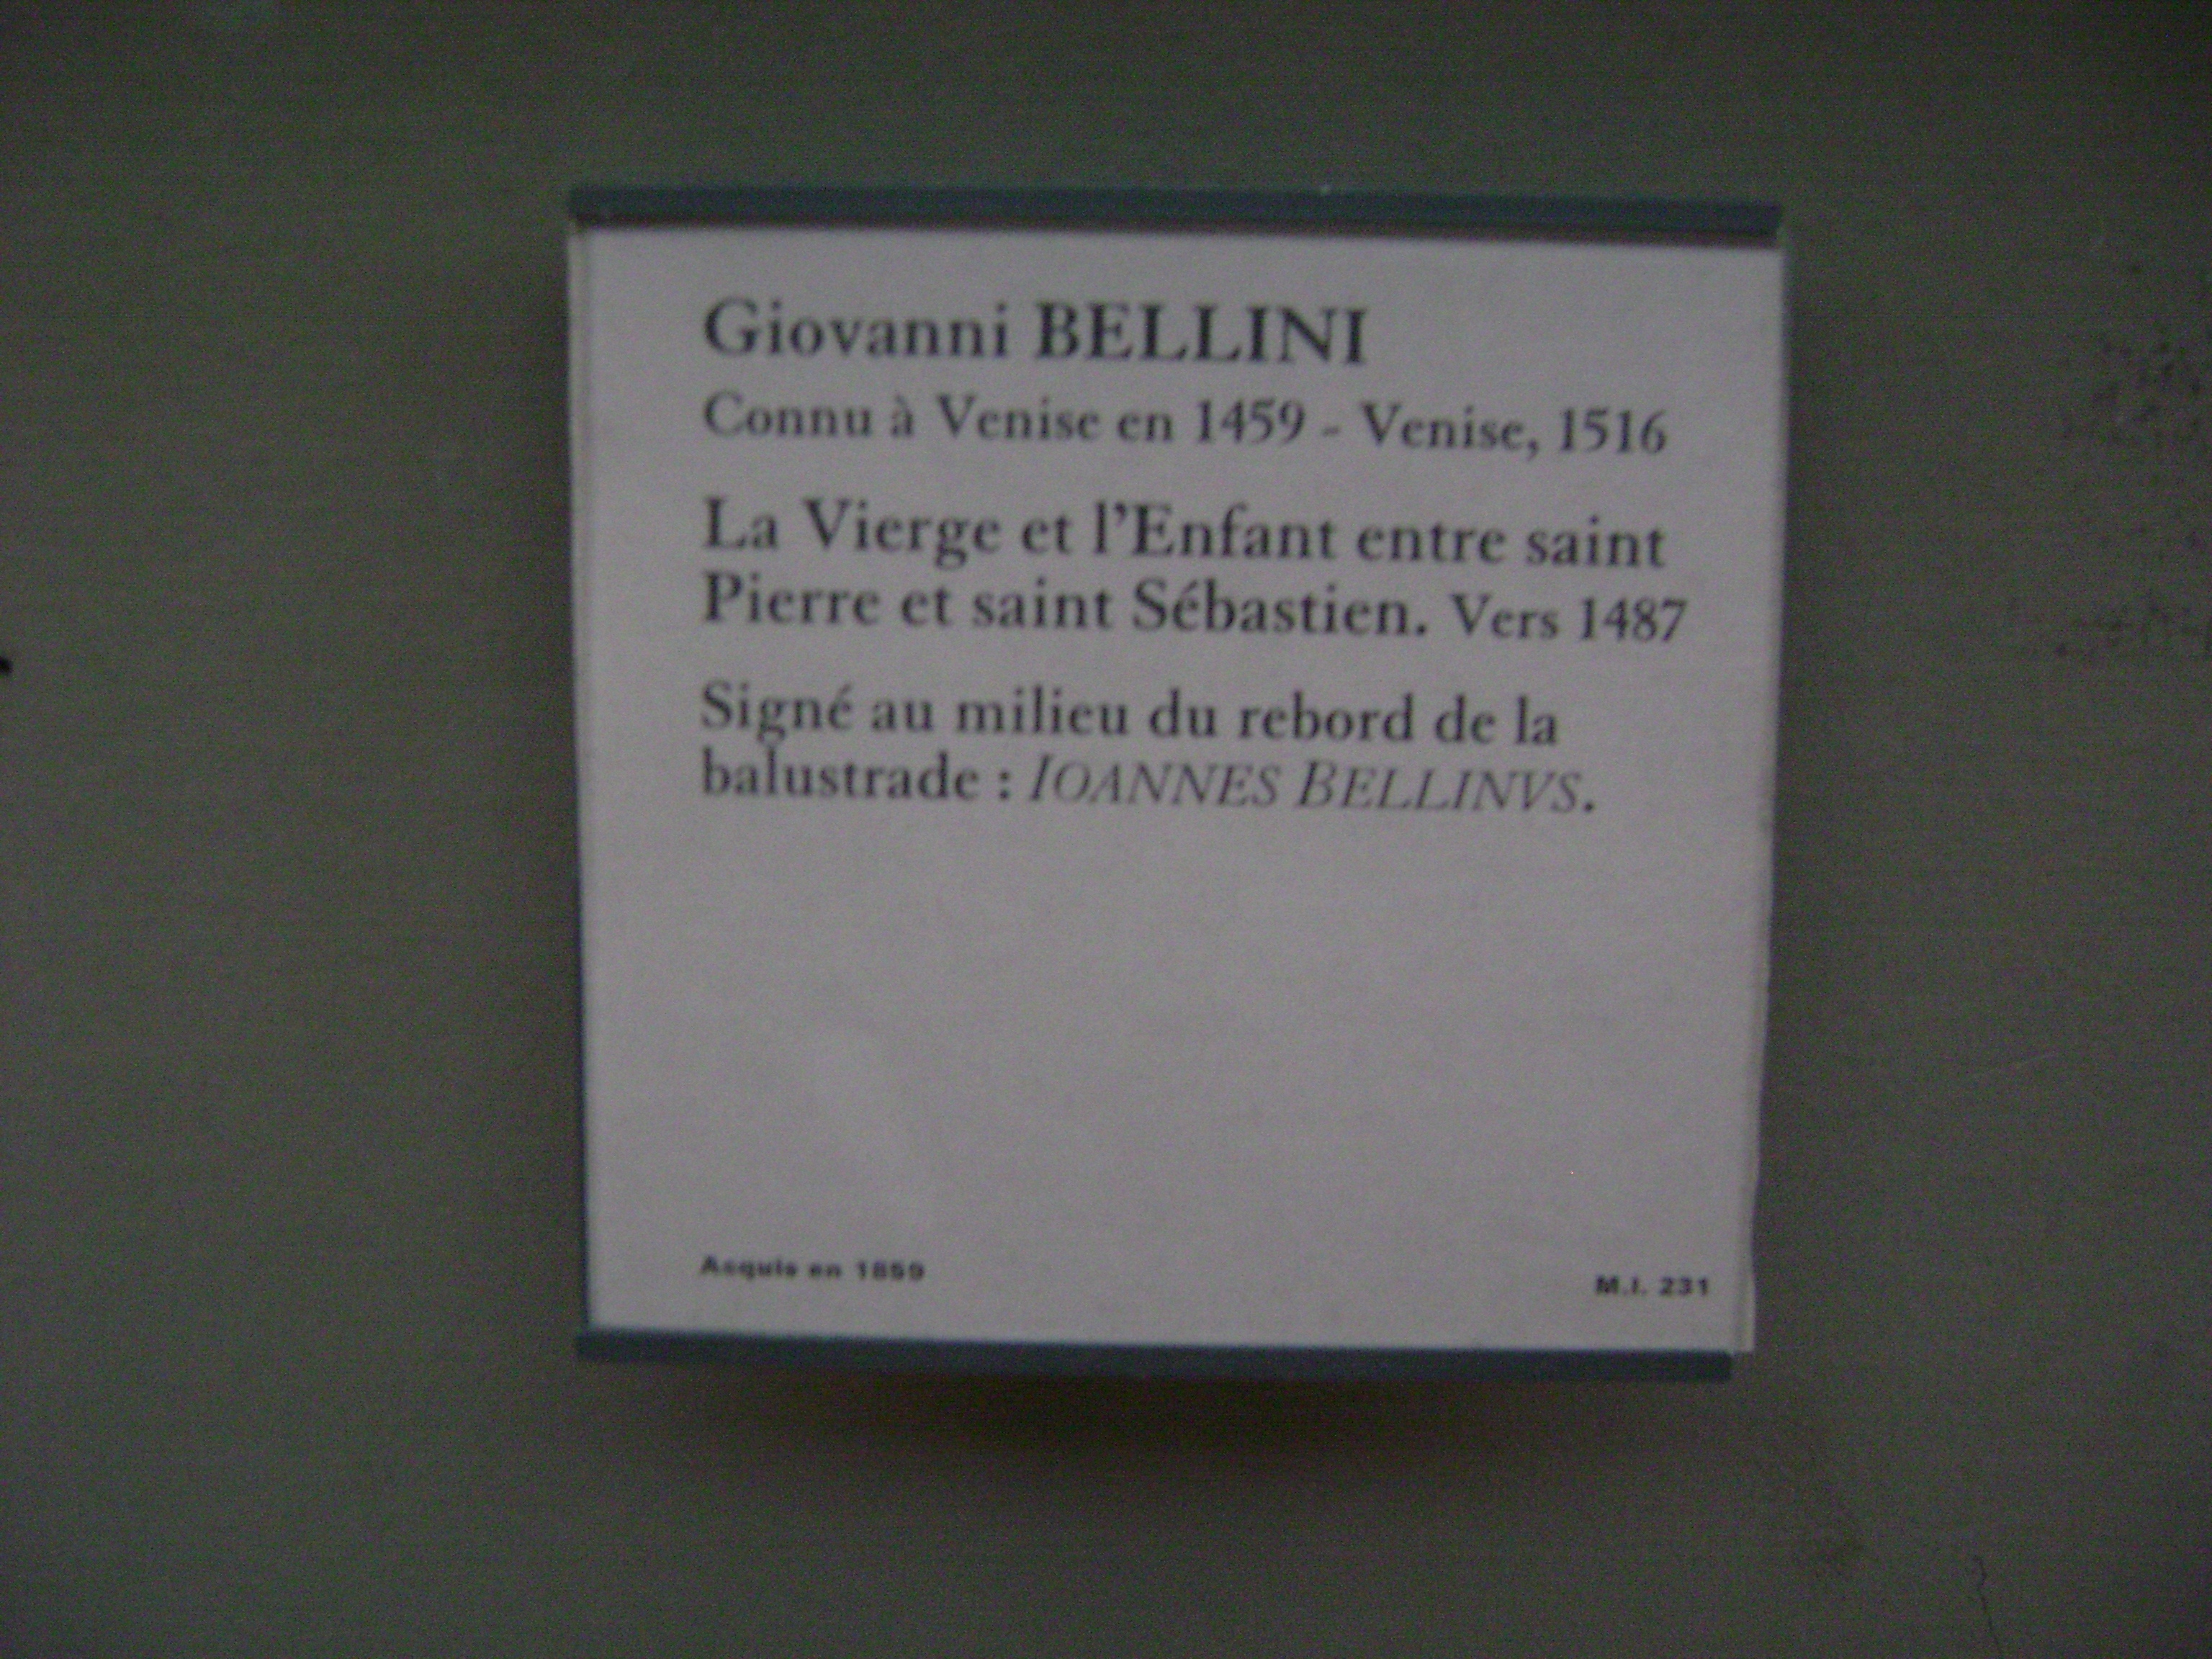 Giovanni BELLINI
Connu à Venise en 1459 - Venise, 1516
La Vierge et l'Enfant entre saint
Pierre et saint Sébastien. Vers 1487
Signé au milieu du rebord de la
balustrade : IOANNES BELLINVS.
Acquis en 1859
M.I. 231